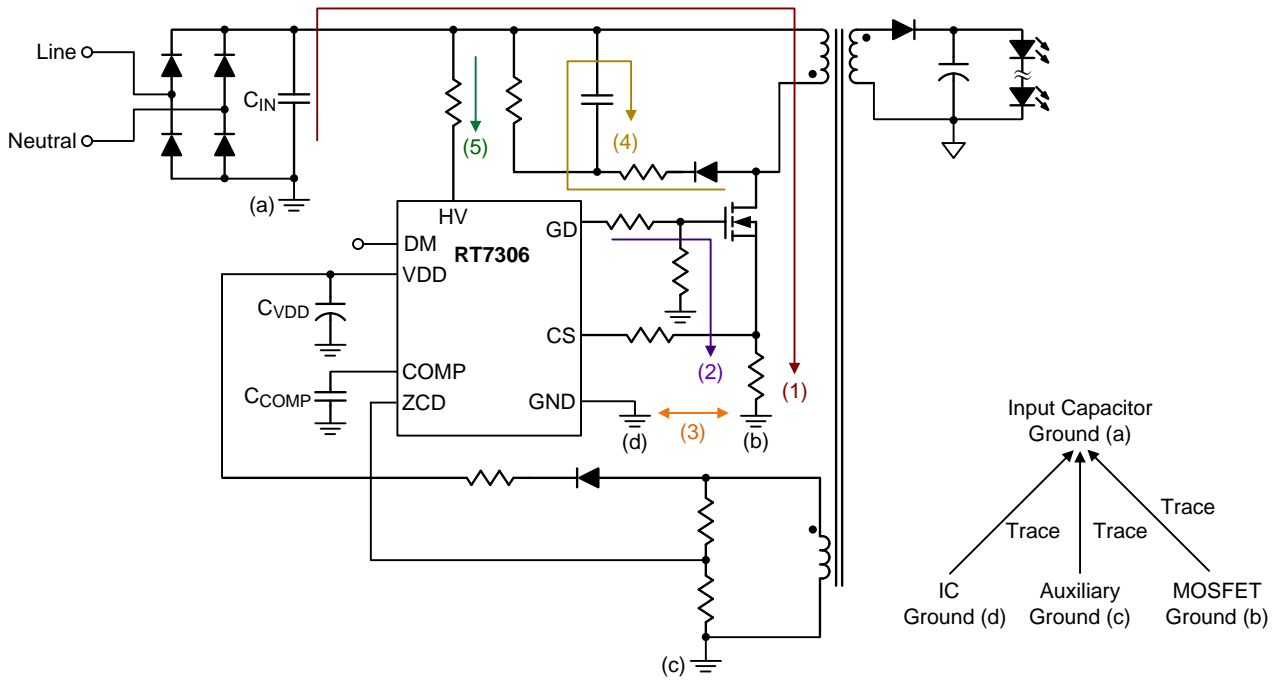 Line
Neutral
CIN
(a)
(5)
(4)
HV
DM
RT7306
GD
VDD
CVDD
CS
COMP
CCOMP
ZCD
GND
(d)
(3)
(b)
(2)
(1)
(c)
Input Capacitor
Ground (a)
Trace
Trace
Trace
IC
Ground (d)
Auxiliary
Ground (c)
MOSFET
Ground (b)